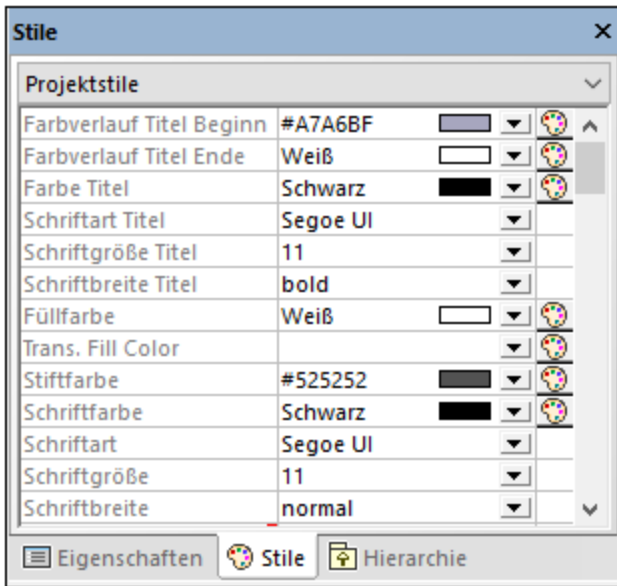 Stile
Projektstile
Farbverlauf Titel Beginn #A7A6BF
Farbverlauf Titel Ende Weiß
Farbe Titel Schwarz
Schriftart Titel Segoe UI
Schriftgröße Titel 11
Schriftbreite Titel bold
Füllfarbe Weiß
Trans. Fill Color
Stiftfarbe #525252
Schriftfarbe Schwarz
Schriftart Segoe UI
Schriftgröße 11
Schriftbreite normal
Eigenschaften Stile Hierarchie